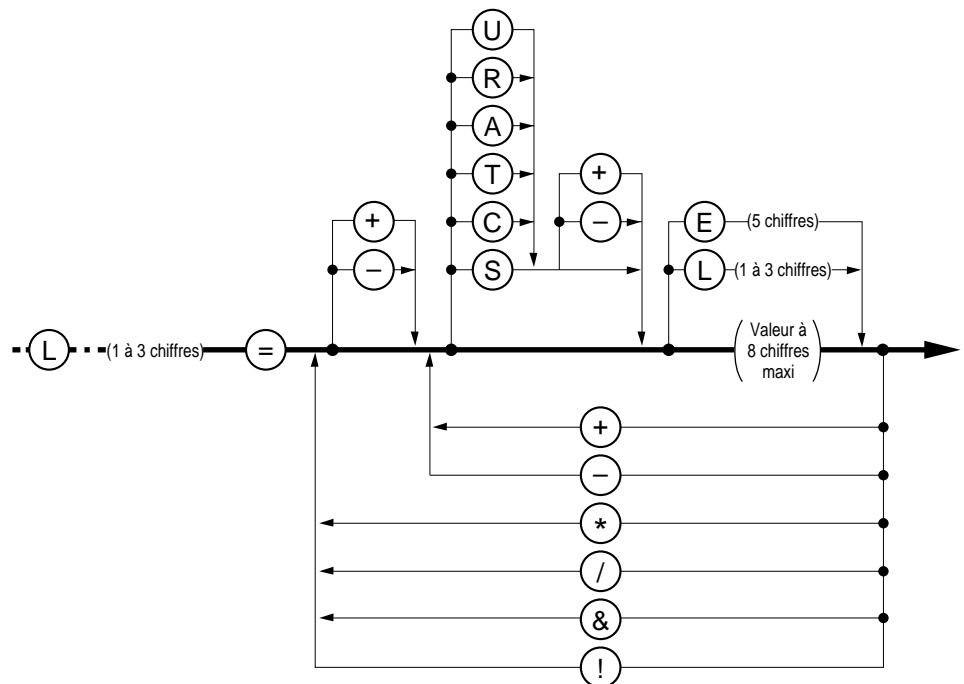 U
R
A
T
C
S
+
–
+
–
E (5 chiffres)
L (1 à 3 chiffres)
L (1 à 3 chiffres) = ( Valeur à
8 chiffres
maxi )
+
–
*
/
&
!